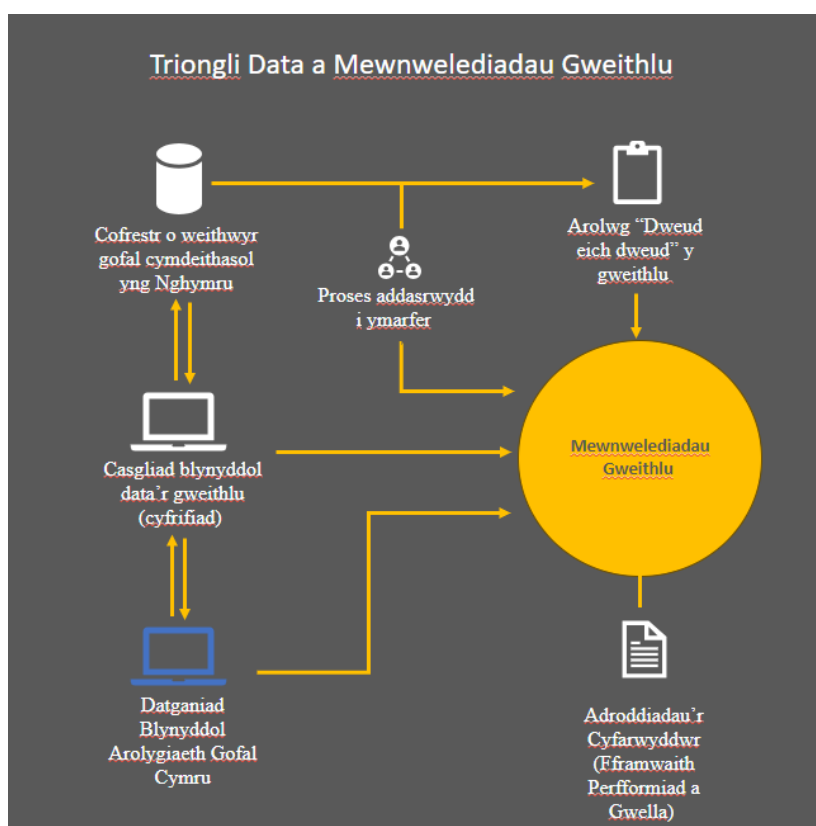 Triongli Data a Mewnwelediadau Gweithlu
Cofrestr o weithwyr
gofal cymdeithasol
yng Nghymru
Proses addasrwydd
i ymarfer
Arolwg “Dweud
eich dweud” y
gweithlu
Casgliad blynyddol
data’r gweithlu
(cyfrifiad)
Mewnwelediadau
Gweithlu
Datganiad
Blynyddol
Arolygiaeth Gofal
Cymru
Adroddiadau’r
Cyfarwyddwr
(Fframwaith
Perfformiad a
Gwella)